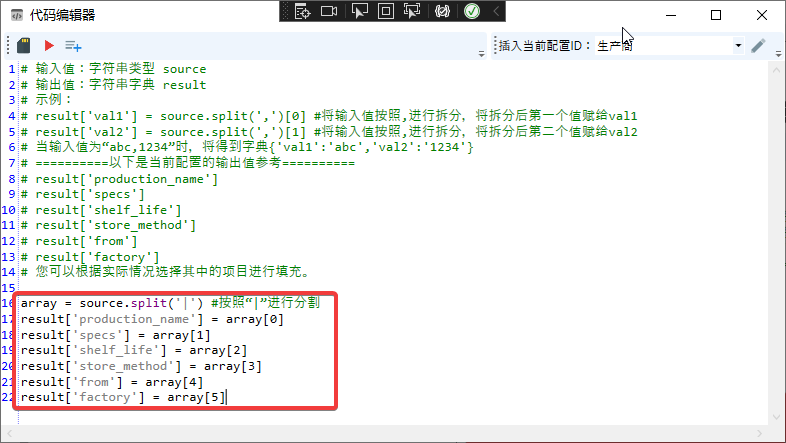 代码编辑器
插入当前配置ID： 生产商
1 # 输入值：字符串类型 source
2 # 输出值：字符串字典 result
3 # 示例：
4 # result['val1'] = source.split(',')[0] #将输入值按照,进行拆分，将拆分后第一个值赋给val1
5 # result['val2'] = source.split(',')[1] #将输入值按照,进行拆分，将拆分后第二个值赋给val2
6 # 当输入值为“abc,1234”时，将得到字典{'val1':'abc','val2':'1234'}
7 # ==========以下是当前配置的输出值参考==========
8 # result['production_name']
9 # result['specs']
10 # result['shelf_life']
11 # result['store_method']
12 # result['from']
13 # result['factory']
14 # 您可以根据实际情况选择其中的项目进行填充。
15
16 array = source.split('|') #按照“|”进行分割
17 result['production_name'] = array[0]
18 result['specs'] = array[1]
19 result['shelf_life'] = array[2]
20 result['store_method'] = array[3]
21 result['from'] = array[4]
22 result['factory'] = array[5]